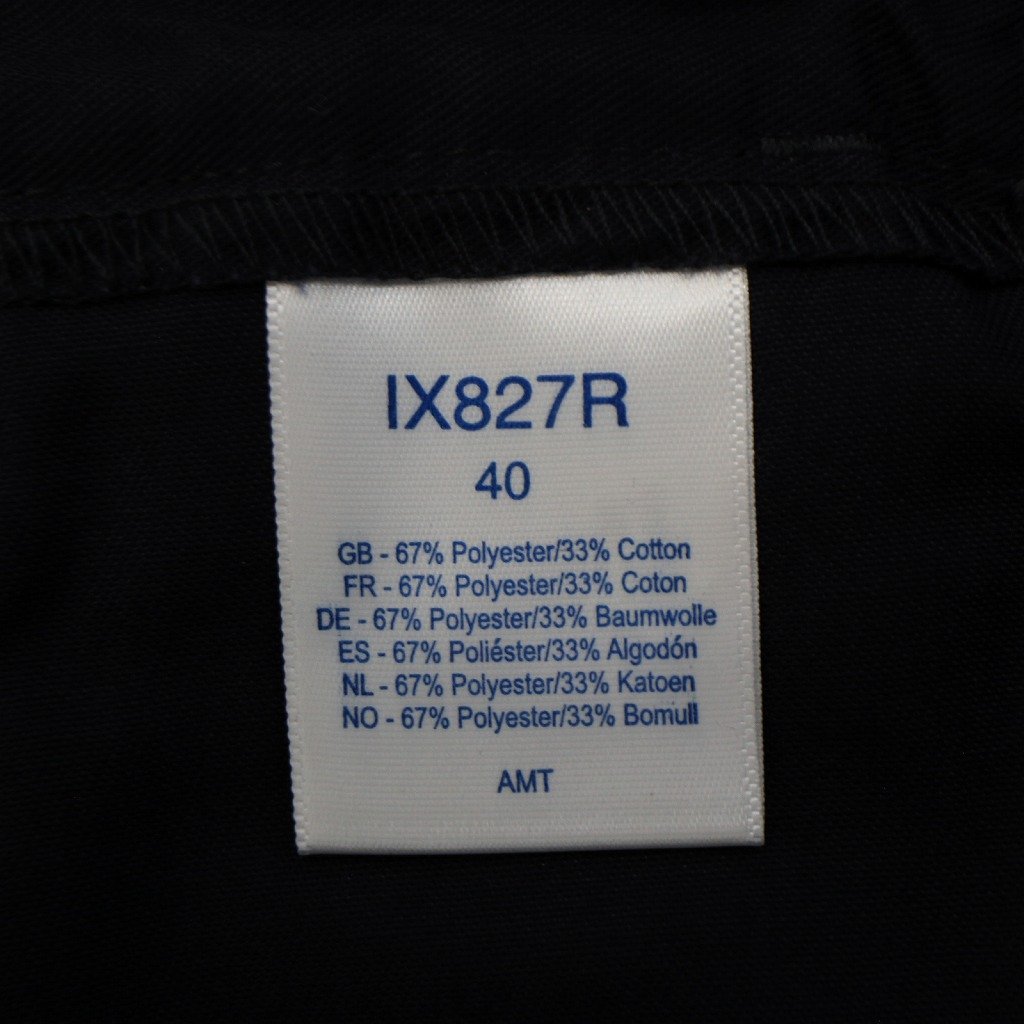 IX827R
40
GB - 67% Polyester/33% Cotton
FR - 67% Polyester/33% Coton
DE - 67% Polyester/33% Baumwolle
ES - 67% Poliéster/33% Algodón
NL - 67% Polyester/33% Katoen
NO - 67% Polyester/33% Bomull
AMT